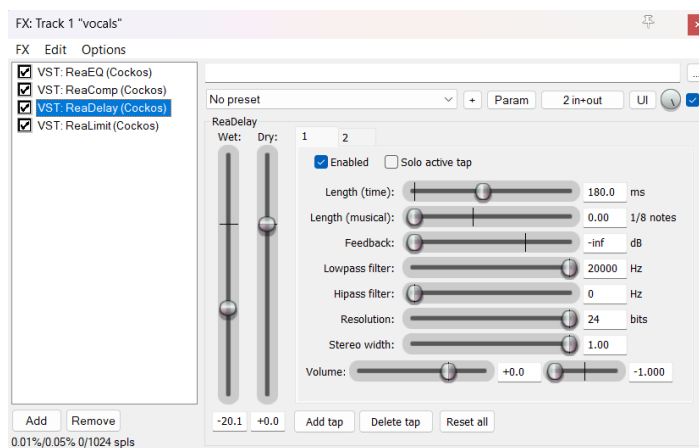 FX: Track 1 "vocals"
FX Edit Options
VST: ReaEQ (Cockos)
VST: ReaComp (Cockos)
VST: ReaDelay (Cockos)
VST: ReaLimit (Cockos)
Add Remove
0.01%/0.05% 0/1024 spls
...
No preset + Param 2 in+out UI
ReaDelay
Wet: Dry:
-20.1 +0.0
1 2
Enabled Solo active tap
Length (time): 180.0 ms
Length (musical): 0.00 1/8 notes
Feedback: -inf dB
Lowpass filter: 20000 Hz
Hipass filter: 0 Hz
Resolution: 24 bits
Stereo width: 1.00
Volume: +0.0 -1.000
Add tap Delete tap Reset all